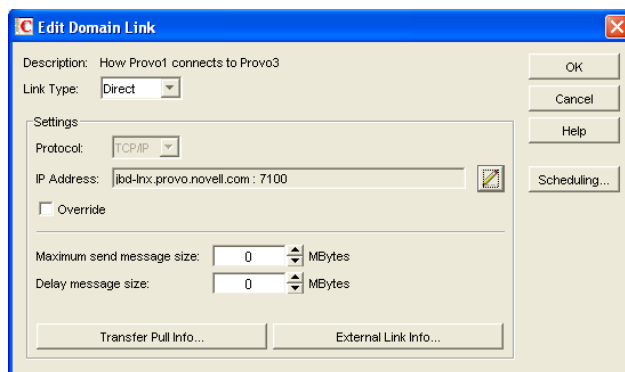 Edit Domain Link
Description: How Provo1 connects to Provo3
OK
Link Type: Direct
Cancel
Settings
Help
Protocol: TCP/IP
IP Address: jbd-lnx.provo.novell.com : 7100
Scheduling...
Override
Maximum send message size: 0 MBytes
Delay message size: 0 MBytes
Transfer Pull Info...
External Link Info...